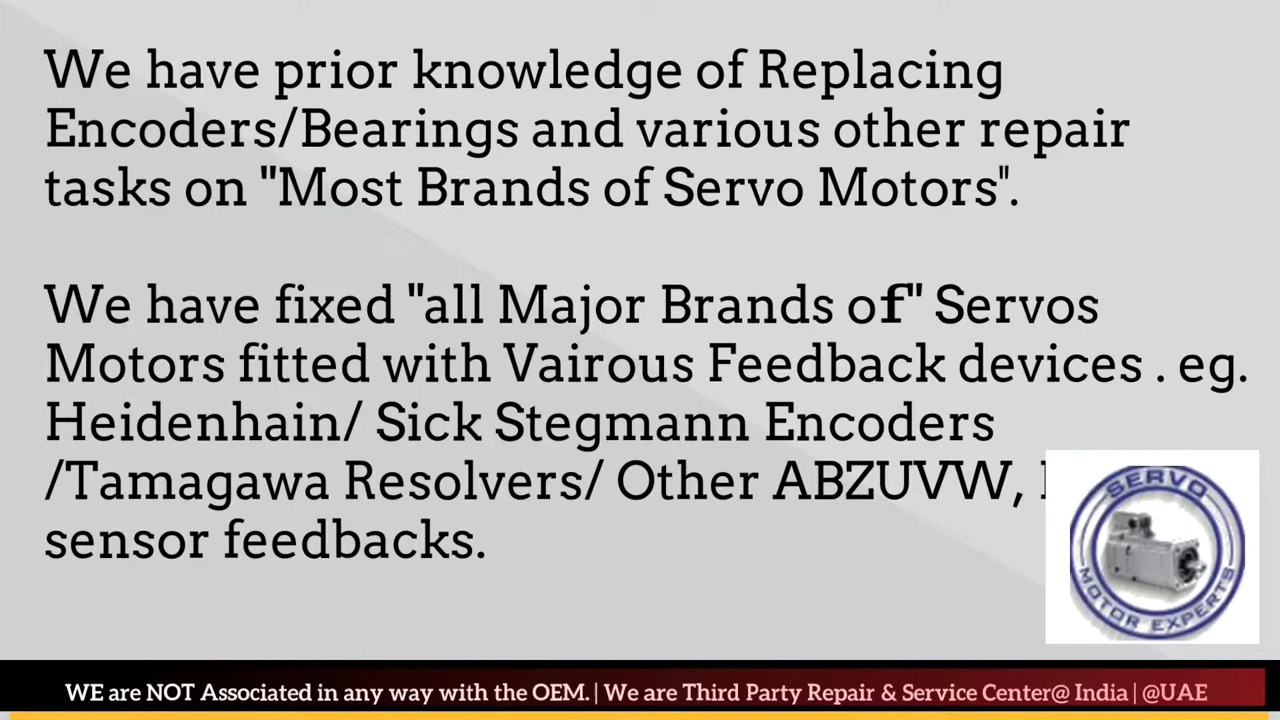 We have prior knowledge of Replacing
Encoders/Bearings and various other repair
tasks on "Most Brands of Servo Motors".
We have fixed "all Major Brands of" Servos
Motors fitted with Vairous Feedback devices . eg.
Heidenhain/ Sick Stegmann Encoders
/Tamagawa Resolvers/ Other ABZUVW,
sensor feedbacks.
SERVO
MOTOR EXPERTS
WE are NOT Associated in any way with the OEM. | We are Third Party Repair & Service Center@ India | @UAE